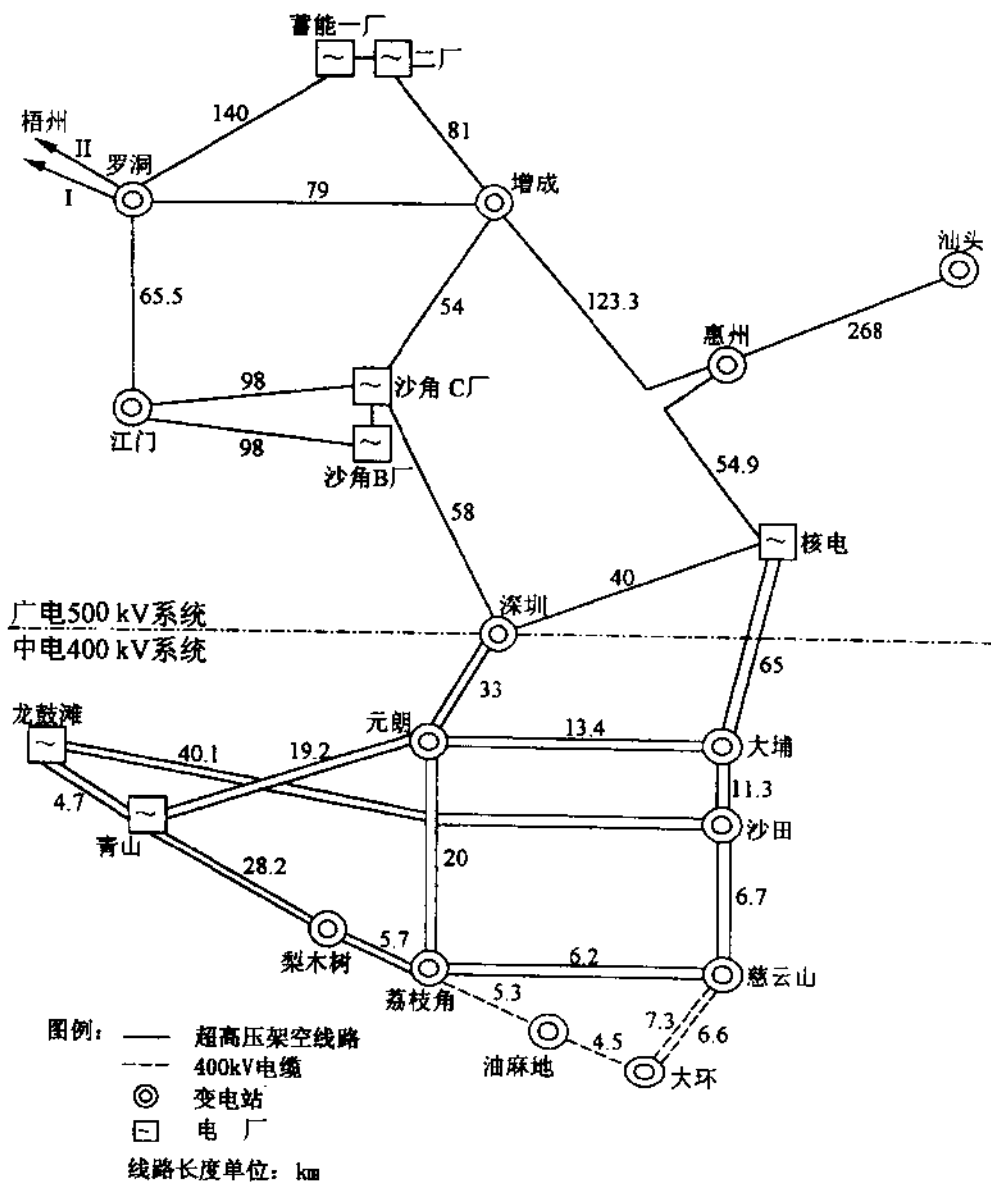 蓄能一厂
二厂
140
81
梧州
II
I
罗洞
79
增成
汕头
65.5
54
123.3
惠州
268
98
沙角 C厂
江门
98
沙角B厂
54.9
58
核电
40
深圳
广电500 kV系统
中电400 kV系统
33
65
龙鼓滩
元朗
13.4
大埔
40.1
19.2
11.3
4.7
沙田
青山
28.2
20
6.7
5.7
6.2
梨木树
荔枝角
慈云山
5.3
7.3
6.6
4.5
油麻地
大环
图例：
超高压架空线路
400kV电缆
变电站
电 厂
线路长度单位：km